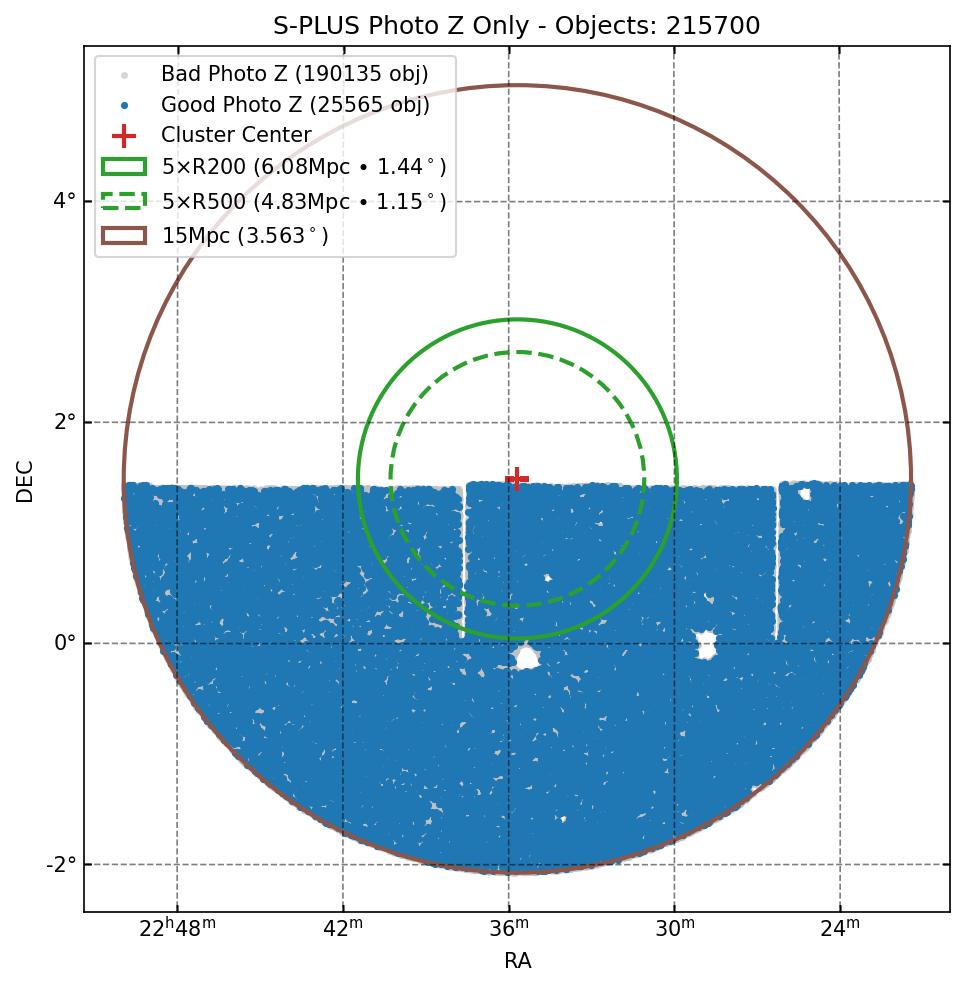 S-PLUS Photo Z Only - Objects: 215700
Bad Photo Z (190135 obj)
Good Photo Z (25565 obj)
Cluster Center
5×R200 (6.08Mpc • 1.44°)
5×R500 (4.83Mpc • 1.15°)
15Mpc (3.563°)
4°
2°
0°
-2°
DEC
22ʰ48ᵐ 42ᵐ 36ᵐ 30ᵐ 24ᵐ
RA